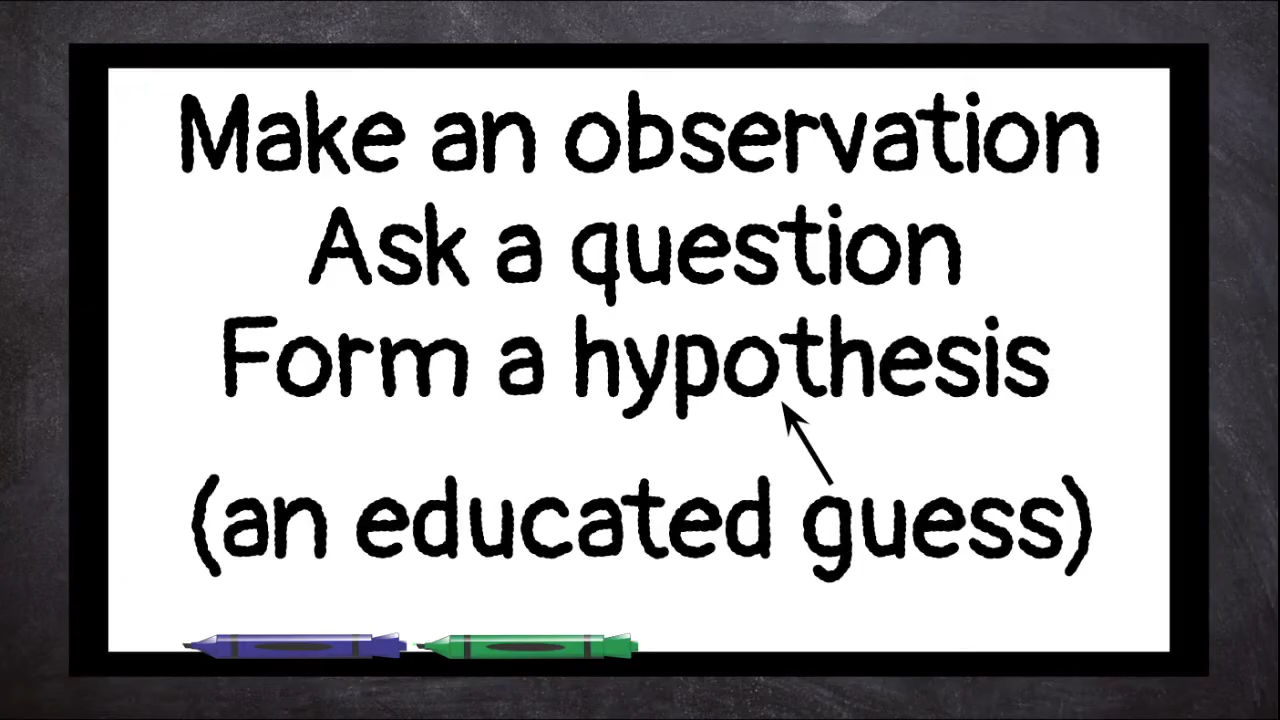 Make an observation
Ask a question
Form a hypothesis
(an educated guess)